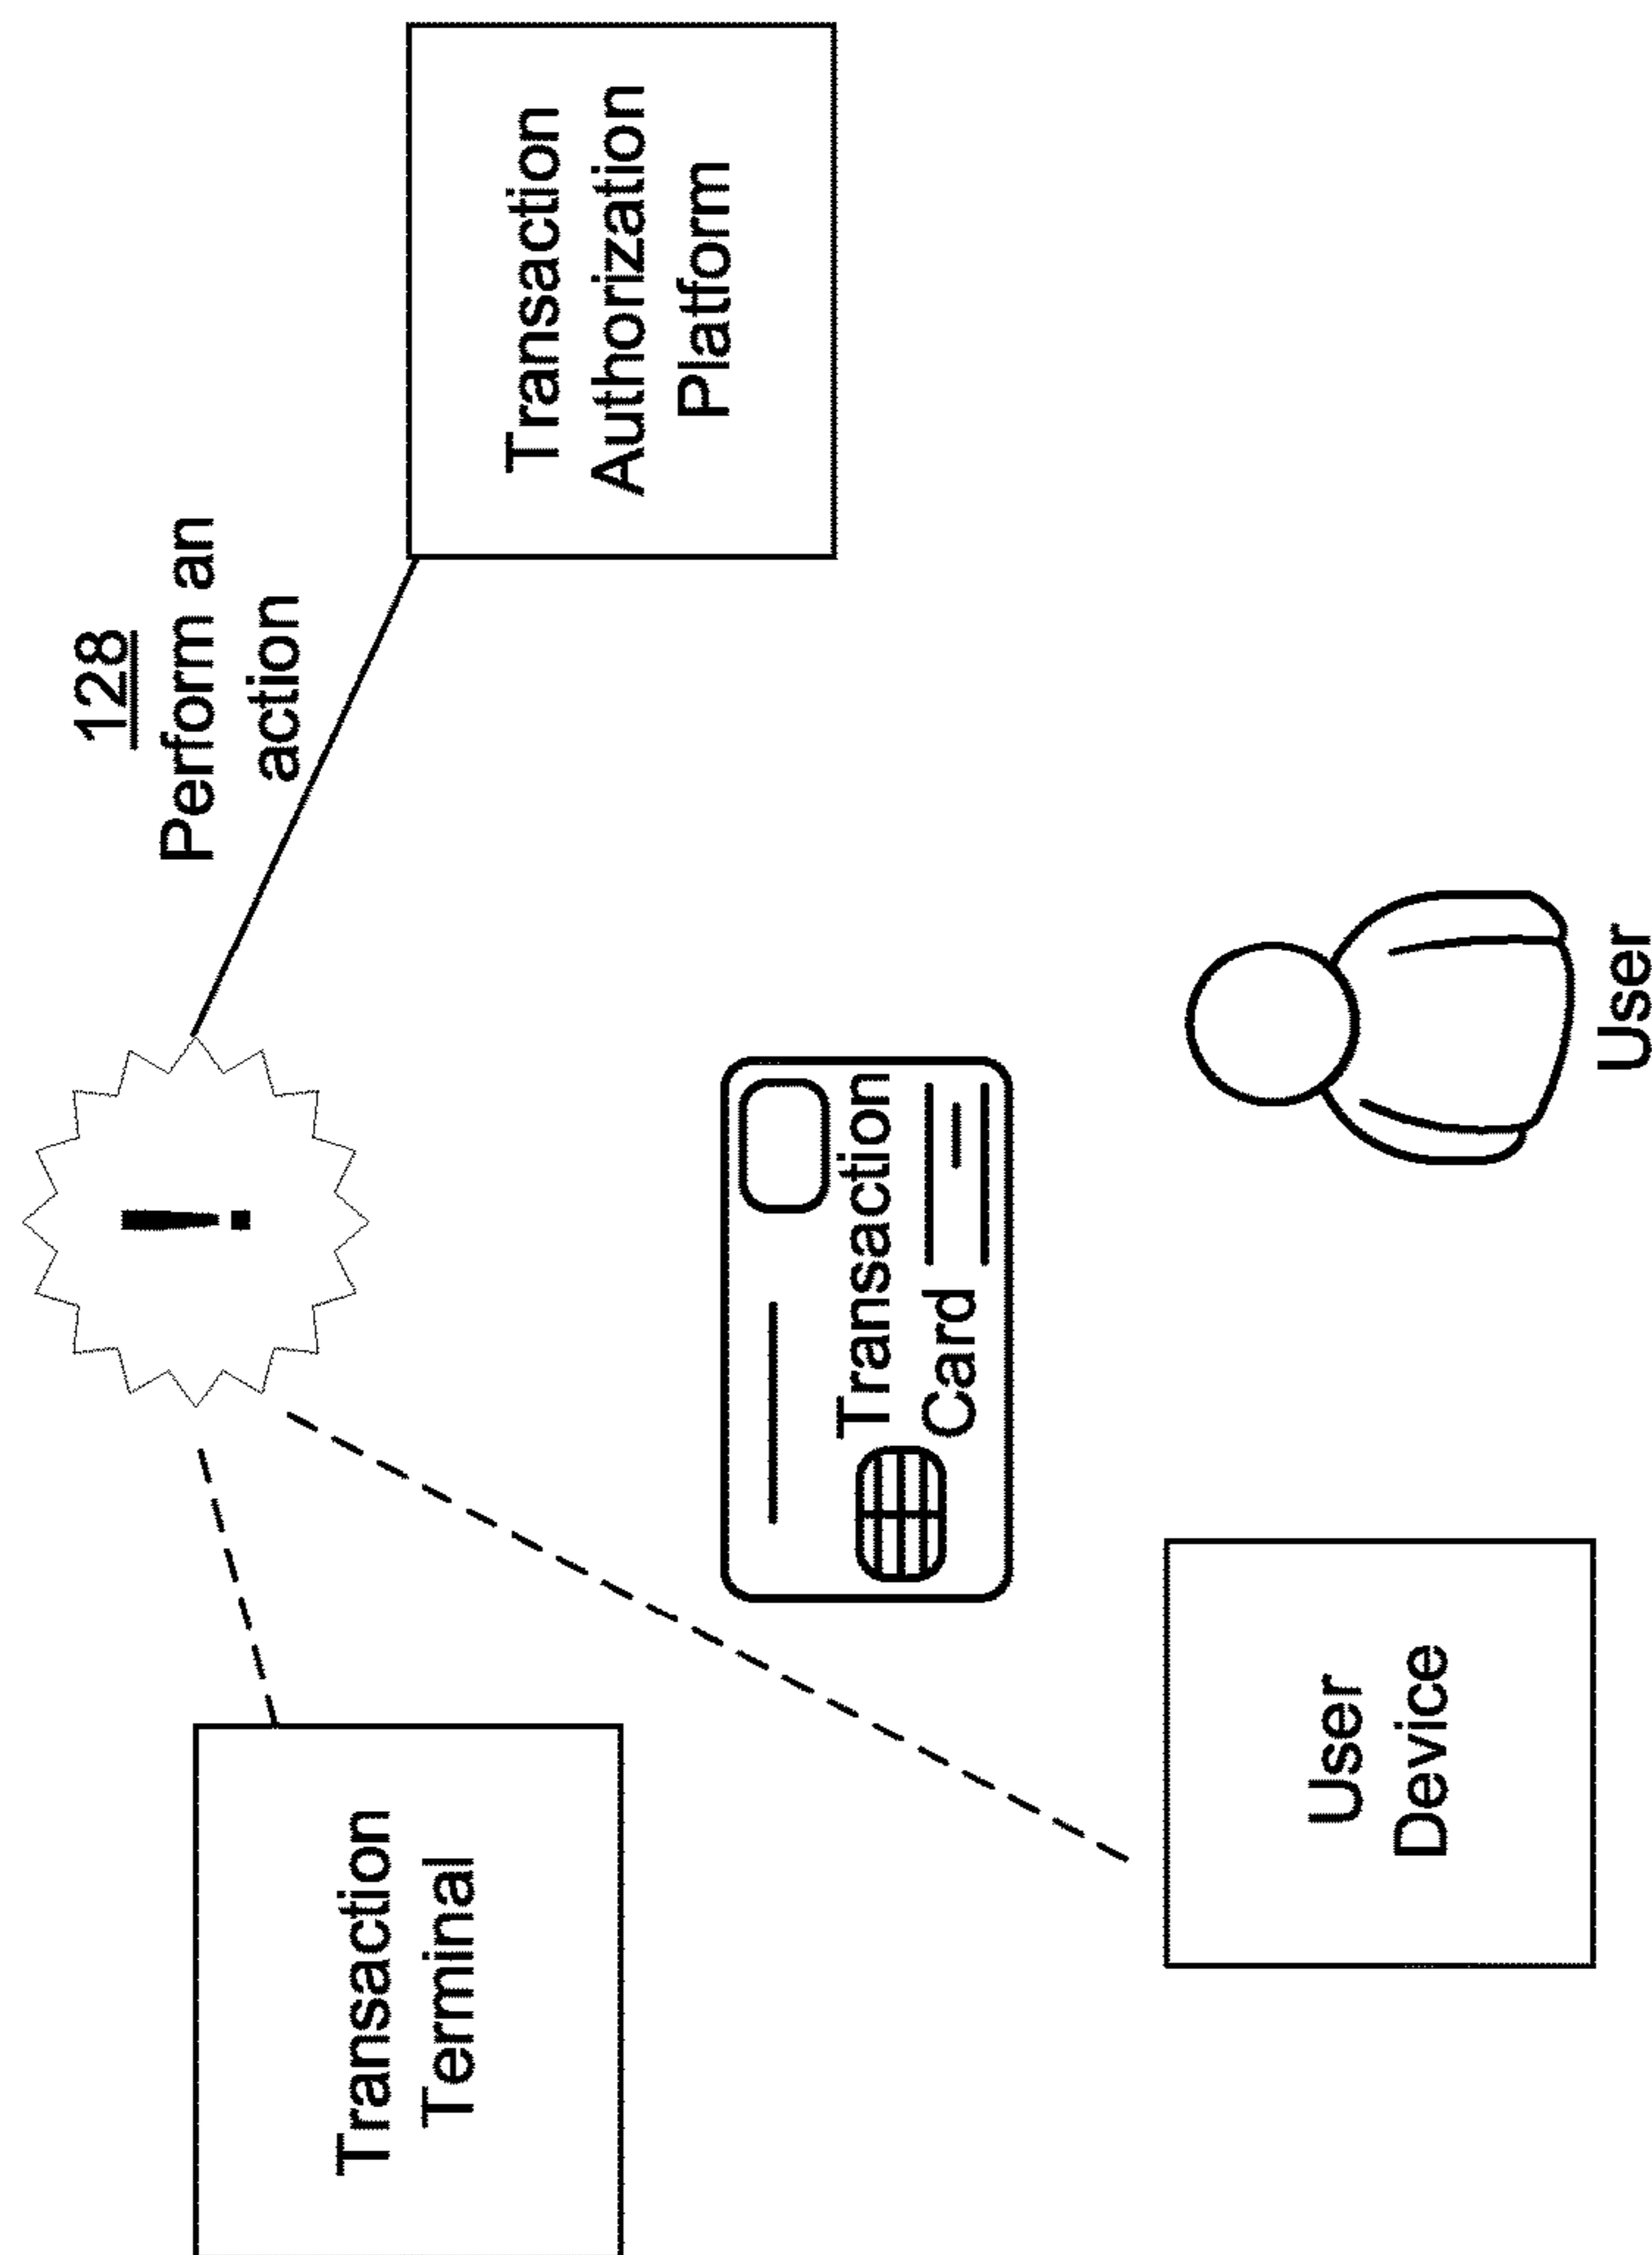 128
Perform an
action
!
Transaction
Authorization
Platform
Transaction
Terminal
Transaction
Card
User
Device
User